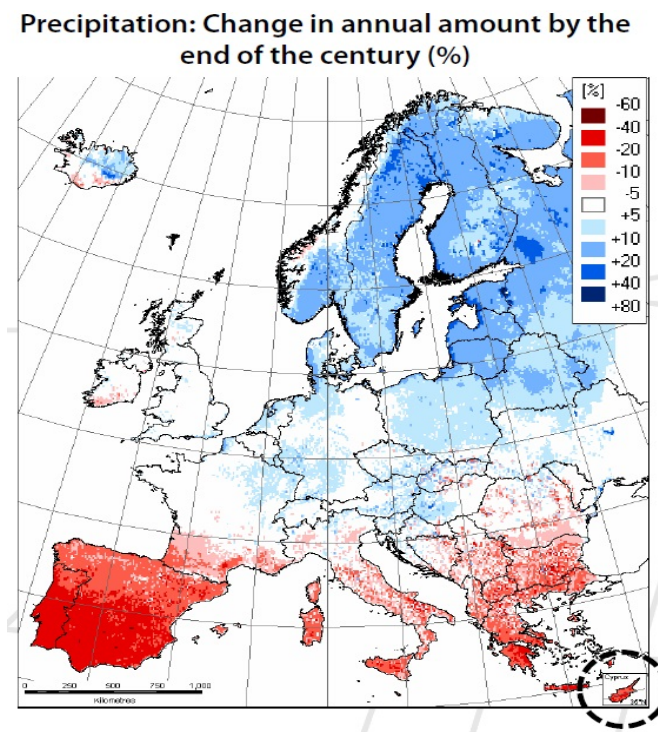 Precipitation: Change in annual amount by the
end of the century (%)
[%]
-60
-40
-20
-10
-5
+5
+10
+20
+40
+80
0 250 500 750 1,000
Kilometres
Cyprus